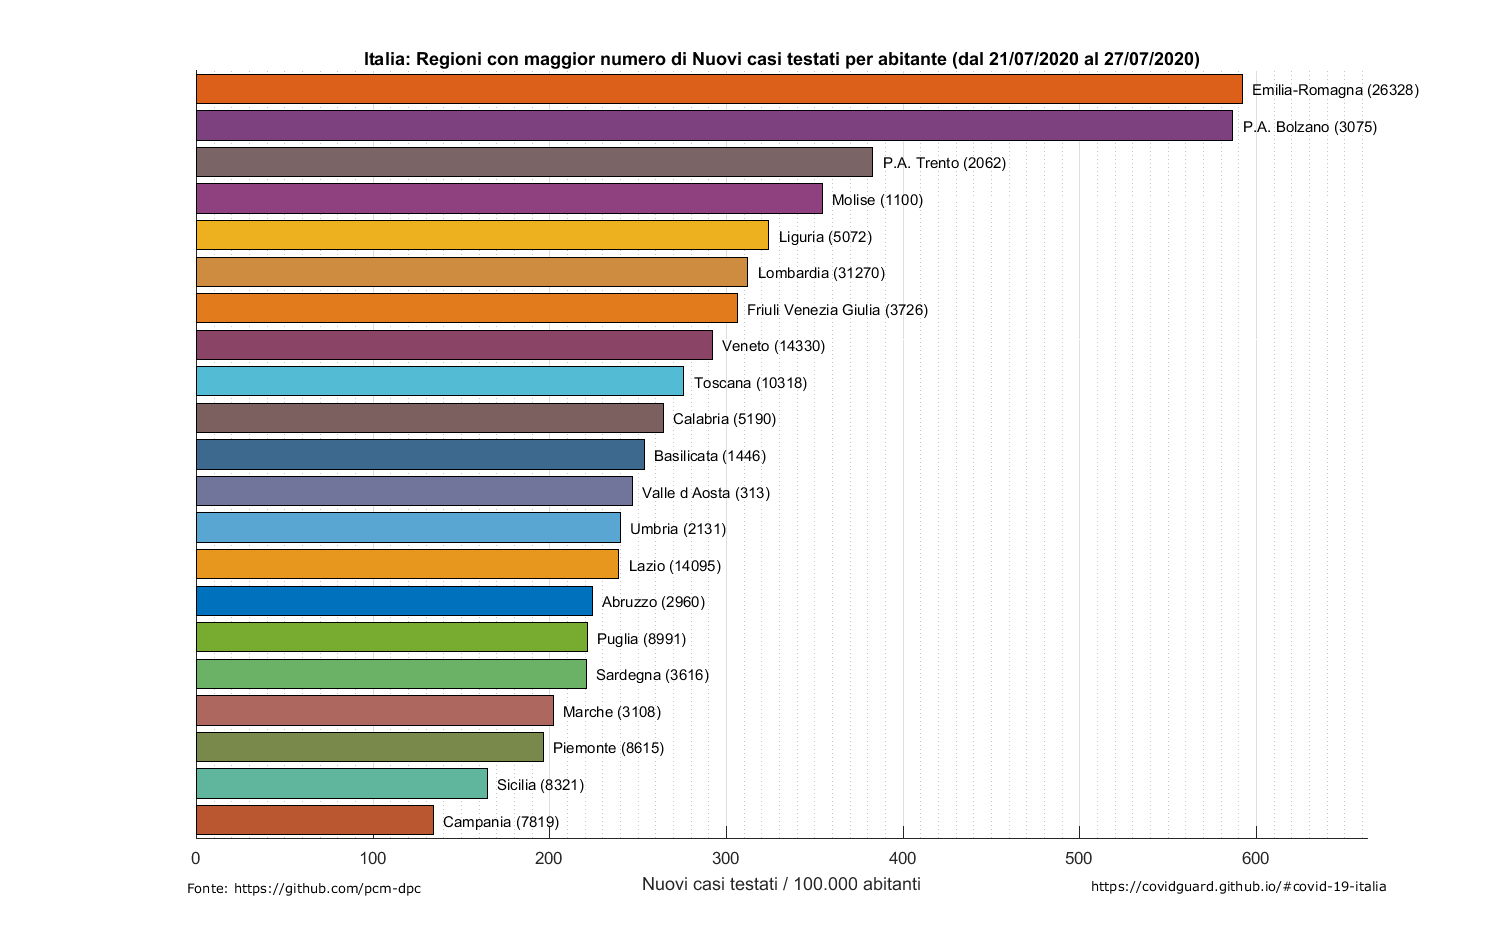 Italia: Regioni con maggior numero di Nuovi casi testati per abitante (dal 21/07/2020 al 27/07/2020)
Emilia-Romagna (26328)
P.A. Bolzano (3075)
P.A. Trento (2062)
Molise (1100)
Liguria (5072)
Lombardia (31270)
Friuli Venezia Giulia (3726)
Veneto (14330)
Toscana (10318)
Calabria (5190)
Basilicata (1446)
Valle d Aosta (313)
Umbria (2131)
Lazio (14095)
Abruzzo (2960)
Puglia (8991)
Sardegna (3616)
Marche (3108)
Piemonte (8615)
Sicilia (8321)
Campania (7819)
0 100 200 300 400 500 600
Nuovi casi testati / 100.000 abitanti
Fonte: https://github.com/pcm-dpc
https://covidguard.github.io/#covid-19-italia